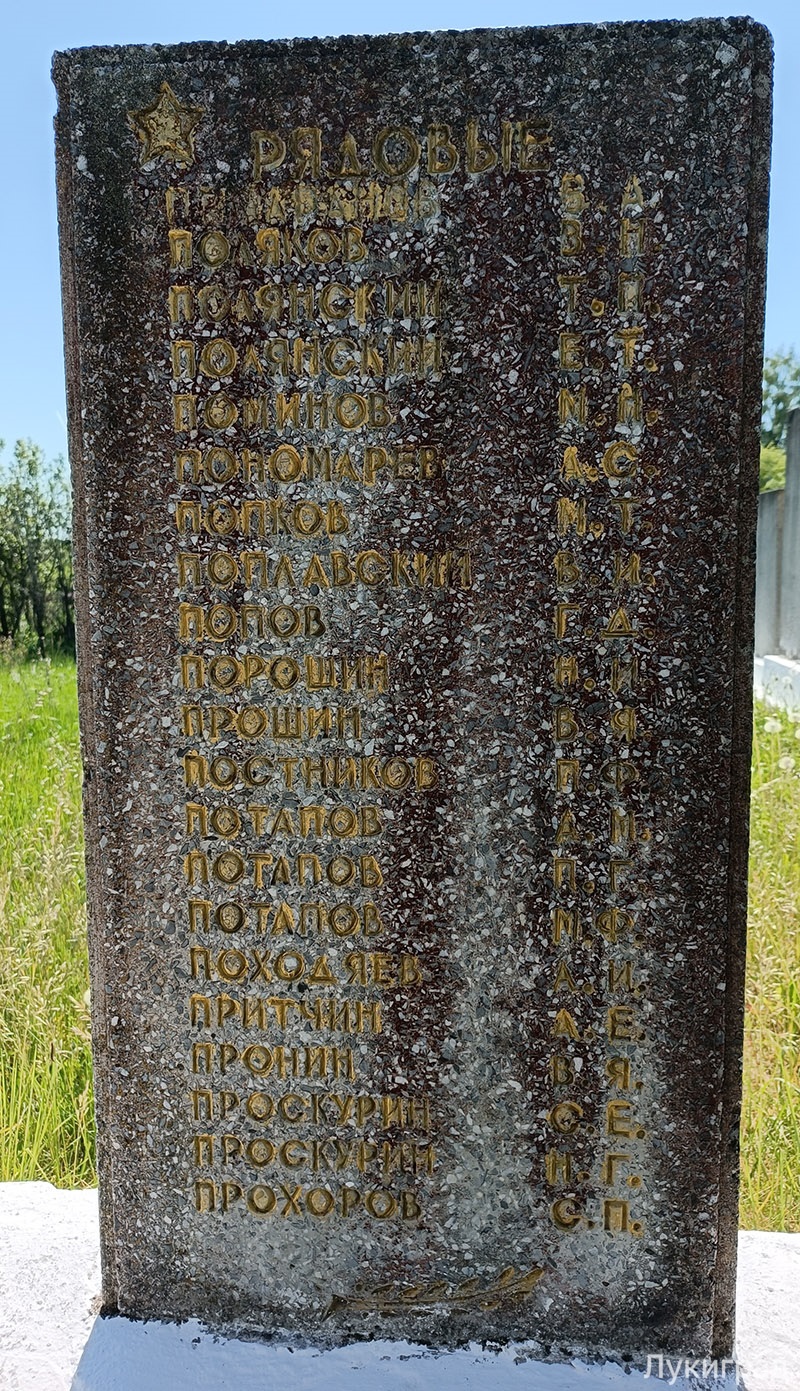 РЯДОВЫЕ
В. А
ПОЛЯКОВ В. Н
ПОЛЯНСКИЙ Т. П.
ПОЛЯНСКИЙ Е. Т.
ПОМИНОВ М. А.
ПОНОМАРЕВ А. С.
ПОПКОВ М. Т.
ПОПЛАВСКИЙ В. И.
ПОПОВ Г. Д.
ПОРОШИН Н. И
ПРОШИН В Я
ПОСТНИКОВ П. Ф
ПОТАПОВ А. М.
ПОТАПОВ П. Г.
ПОТАПОВ М. Ф.
ПОХОДЯЕВ А. И.
ПРИТЧИН А. Е.
ПРОНИН В. Я.
ПРОСКУРИН С. Е.
ПРОСКУРИН Н. Г.
ПРОХОРОВ С. П.